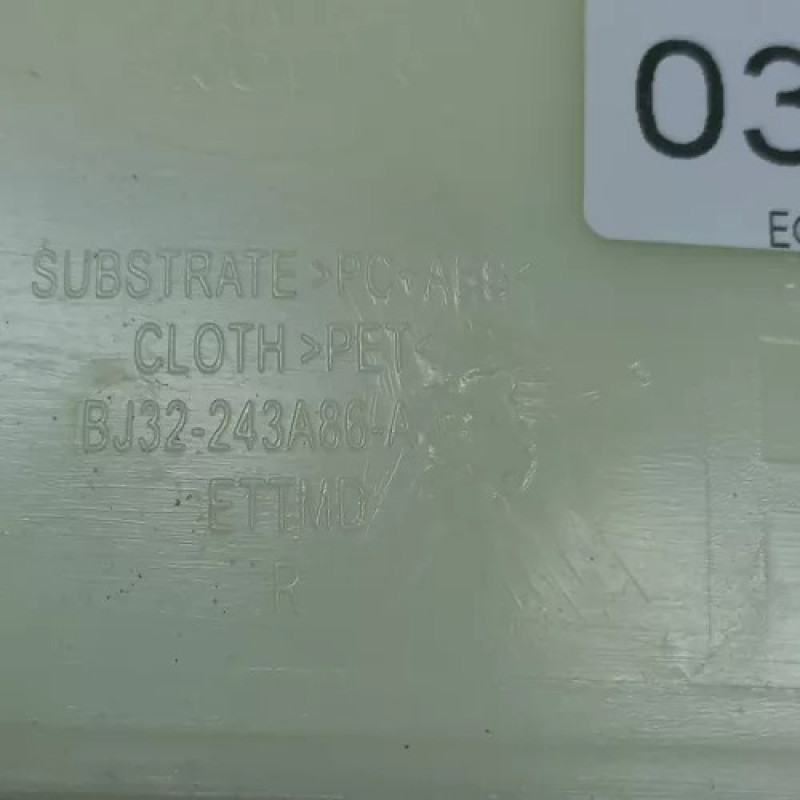 03
SUBSTRATE >PC+ABS<
CLOTH >PET<
BJ32-243A86-A
ETTMD
R